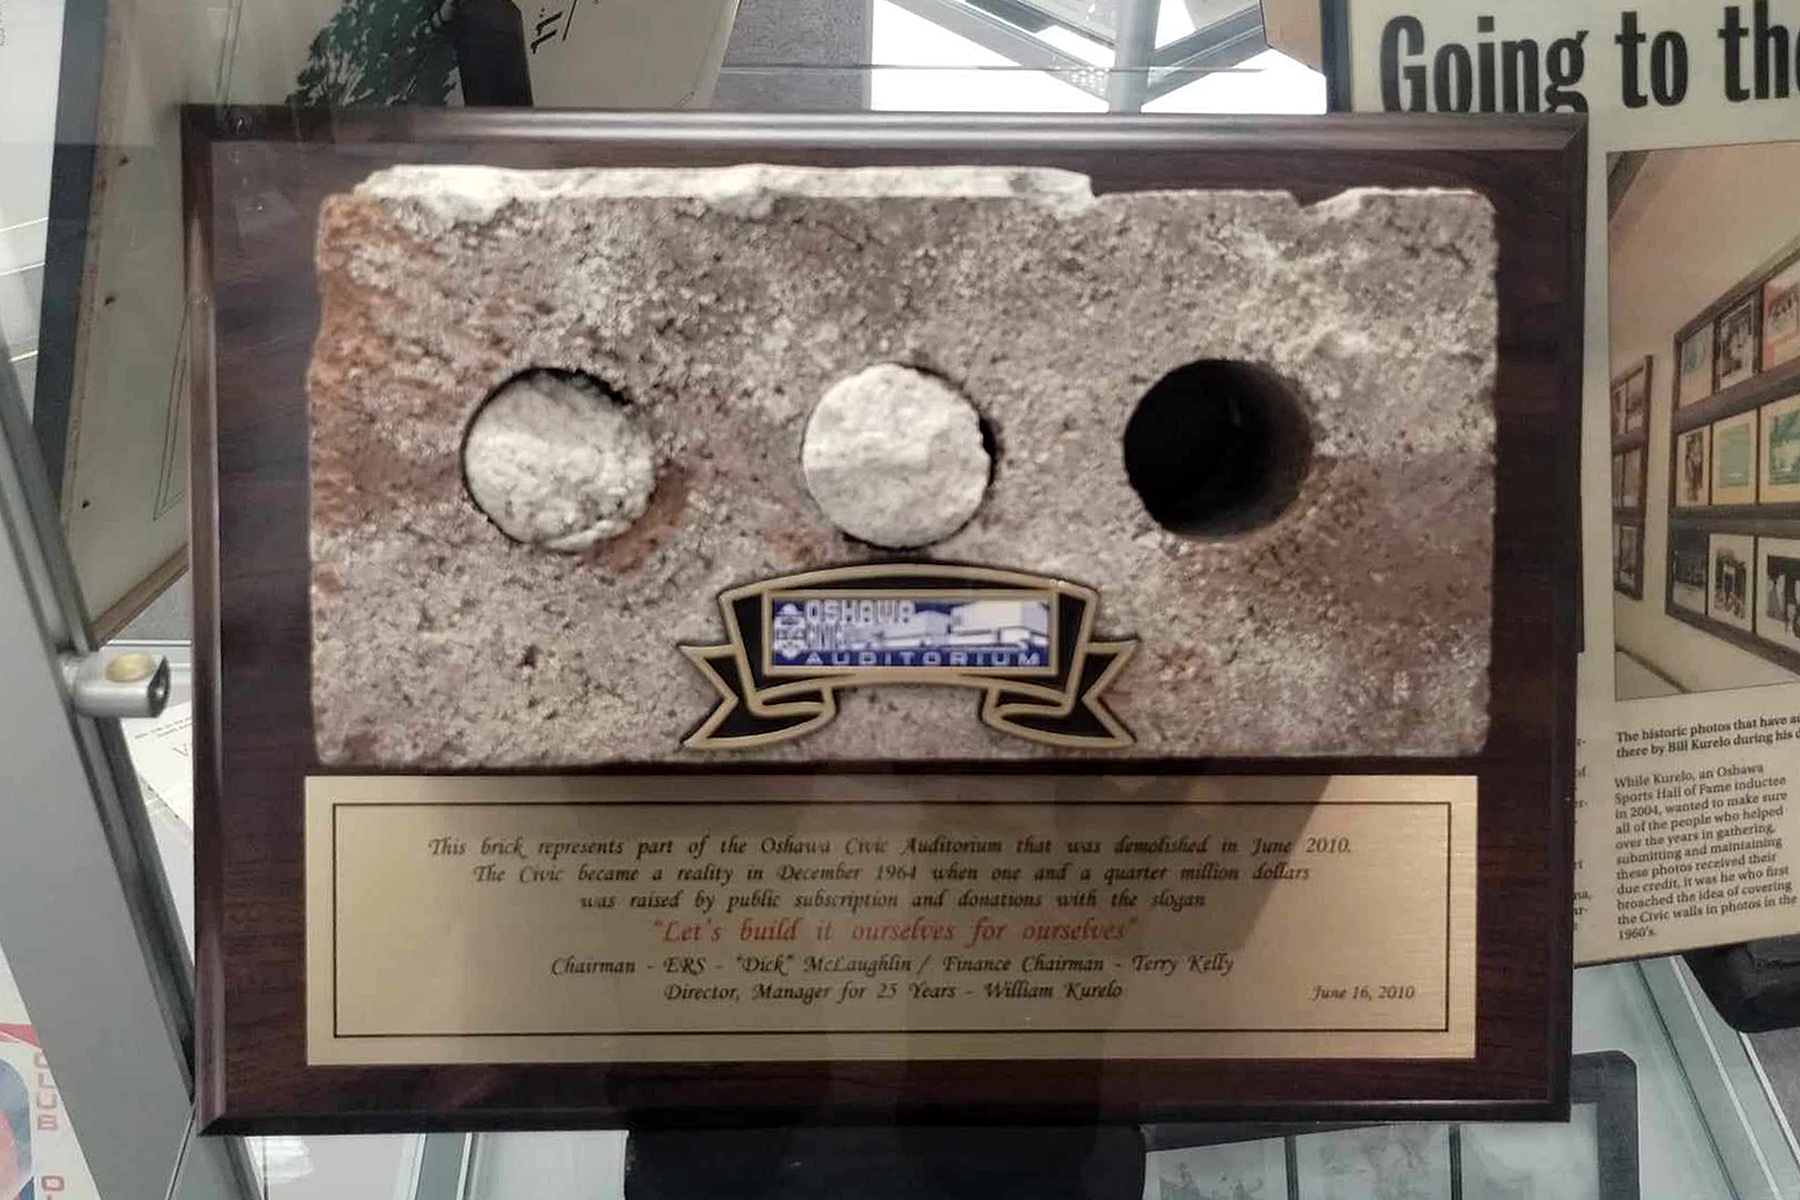 Going to the
OSHAWA
CIVIC
AUDITORIUM
This brick represents part of the Oshawa Civic Auditorium that was demolished in June 2010.
The Civic became a reality in December 1964 when one and a quarter million dollars
was raised by public subscription and donations with the slogan
"Let's build it ourselves for ourselves"
Chairman - ERS - "Dick" McLaughlin / Finance Chairman - Terry Kelly
Director, Manager for 25 Years - William Kurelo
June 16, 2010
The historic photos that have
there by Bill Kurelo during his
While Kurelo, an Oshawa
Sports Hall of Fame inductee
in 2004, wanted to make sure
all of the people who helped
over the years in gathering,
submitting and maintaining
these photos received their
due credit, it was he who first
broached the idea of covering
the Civic walls in photos in the
1960's.
CLUB